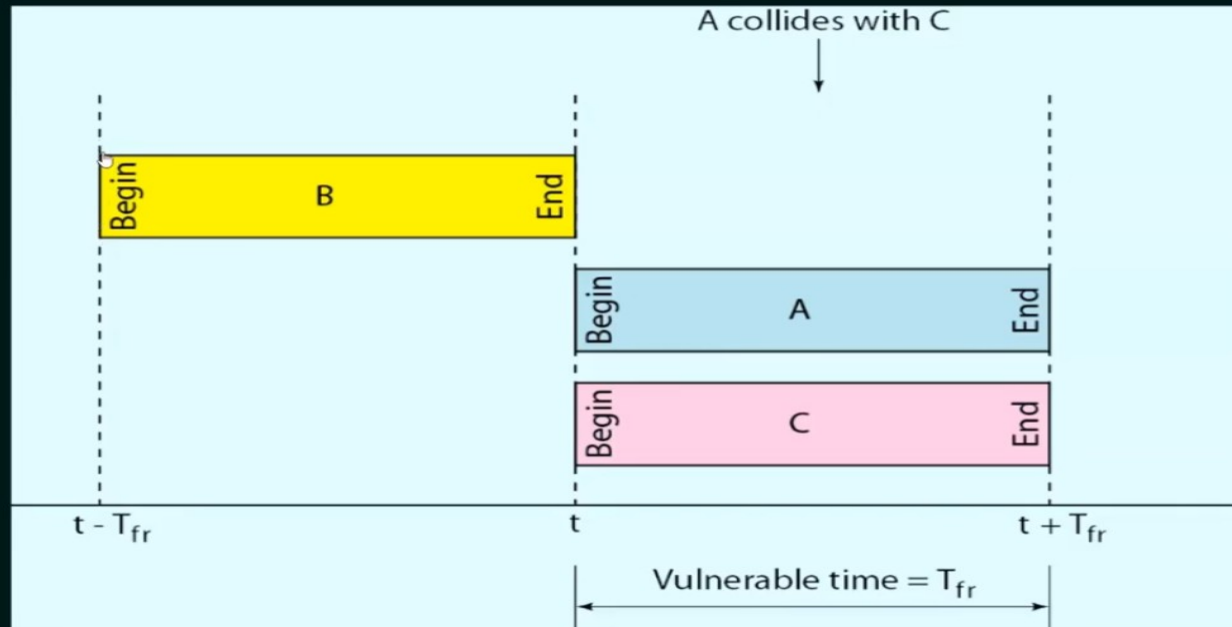 A collides with C
Begin B End
Begin A End
Begin C End
t - Tfr t t + Tfr
Vulnerable time = Tfr